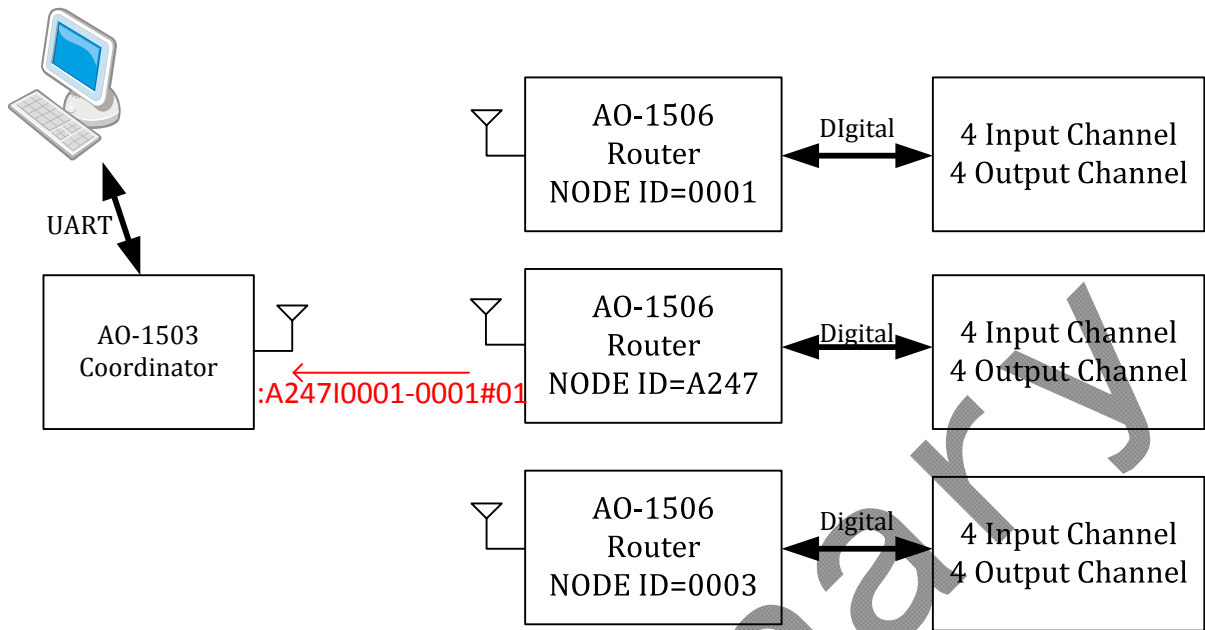 AO-1506
Router
NODE ID=0001
DIgital
4 Input Channel
4 Output Channel
UART
AO-1503
Coordinator
:A247I0001-0001#01
AO-1506
Router
NODE ID=A247
Digital
4 Input Channel
4 Output Channel
AO-1506
Router
NODE ID=0003
Digital
4 Input Channel
4 Output Channel